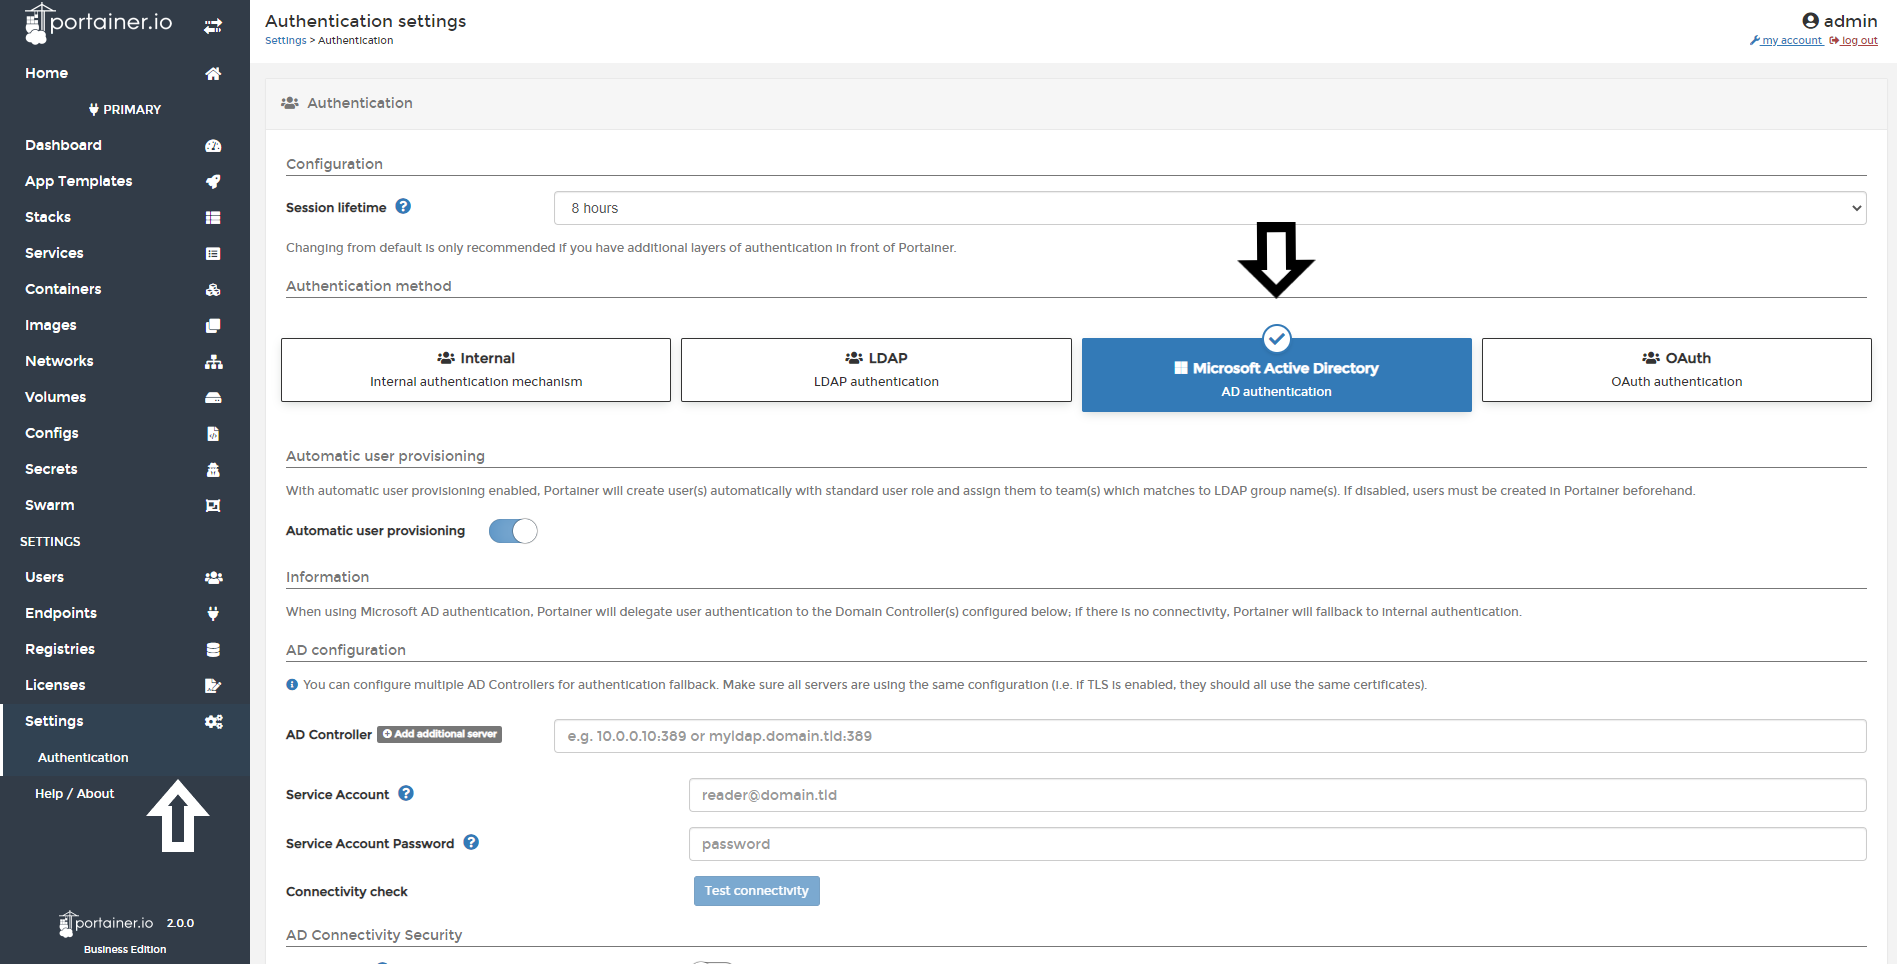 portainer.io
Home
PRIMARY
Dashboard
App Templates
Stacks
Services
Containers
Images
Networks
Volumes
Configs
Secrets
Swarm
SETTINGS
Users
Endpoints
Registries
Licenses
Settings
Authentication
Help / About
portainer.io 2.0.0
Business Edition
Authentication settings
Settings > Authentication
admin
my account log out
Authentication
Configuration
Session lifetime
8 hours
Changing from default is only recommended if you have additional layers of authentication in front of Portainer.
Authentication method
Internal
Internal authentication mechanism
LDAP
LDAP authentication
Microsoft Active Directory
AD authentication
OAuth
OAuth authentication
Automatic user provisioning
With automatic user provisioning enabled, Portainer will create user(s) automatically with standard user role and assign them to team(s) which matches to LDAP group name(s). If disabled, users must be created in Portainer beforehand.
Automatic user provisioning
Information
When using Microsoft AD authentication, Portainer will delegate user authentication to the Domain Controller(s) configured below; if there is no connectivity, Portainer will fallback to internal authentication.
AD configuration
You can configure multiple AD Controllers for authentication fallback. Make sure all servers are using the same configuration (i.e. if TLS is enabled, they should all use the same certificates).
AD Controller Add additional server
e.g. 10.0.0.10:389 or myldap.domain.tld:389
Service Account
reader@domain.tld
Service Account Password
password
Connectivity check
Test connectivity
AD Connectivity Security